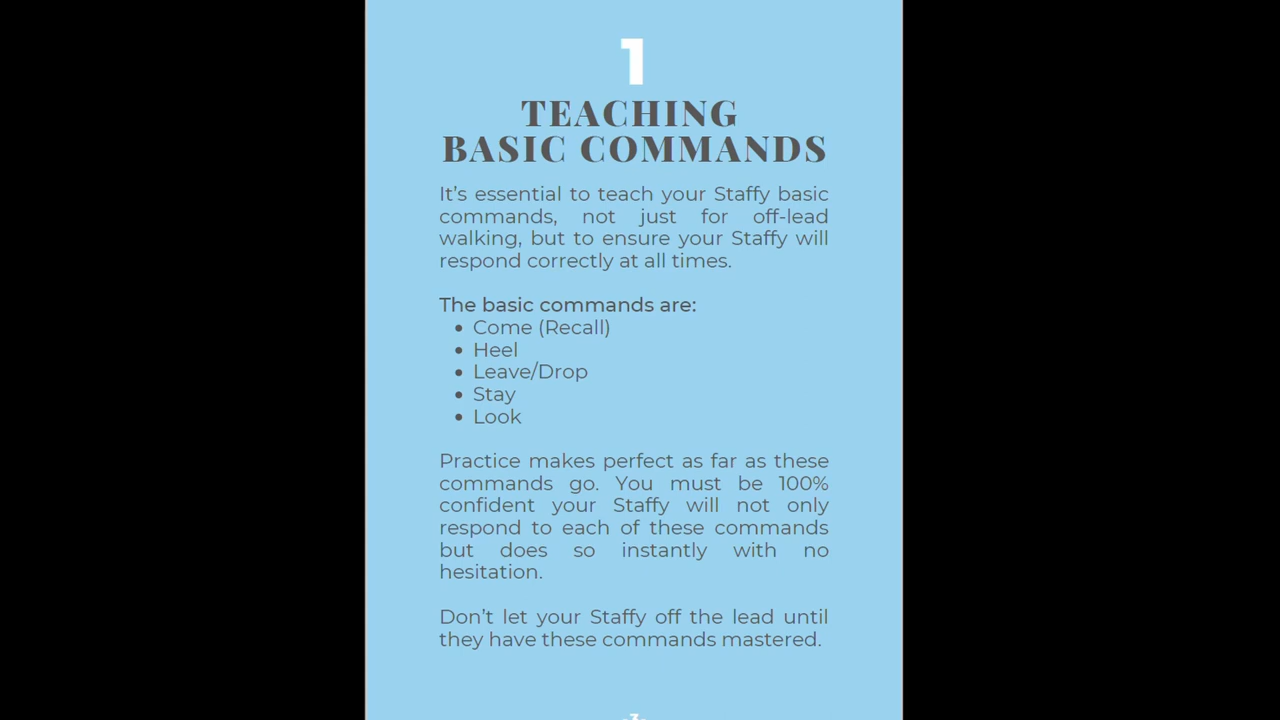 1
TEACHING
BASIC COMMANDS
It's essential to teach your Staffy basic
commands, not just for off-lead
walking, but to ensure your Staffy will
respond correctly at all times.
The basic commands are:
• Come (Recall)
• Heel
• Leave/Drop
• Stay
• Look
Practice makes perfect as far as these
commands go. You must be 100%
confident your Staffy will not only
respond to each of these commands
but does so instantly with no
hesitation.
Don't let your Staffy off the lead until
they have these commands mastered.